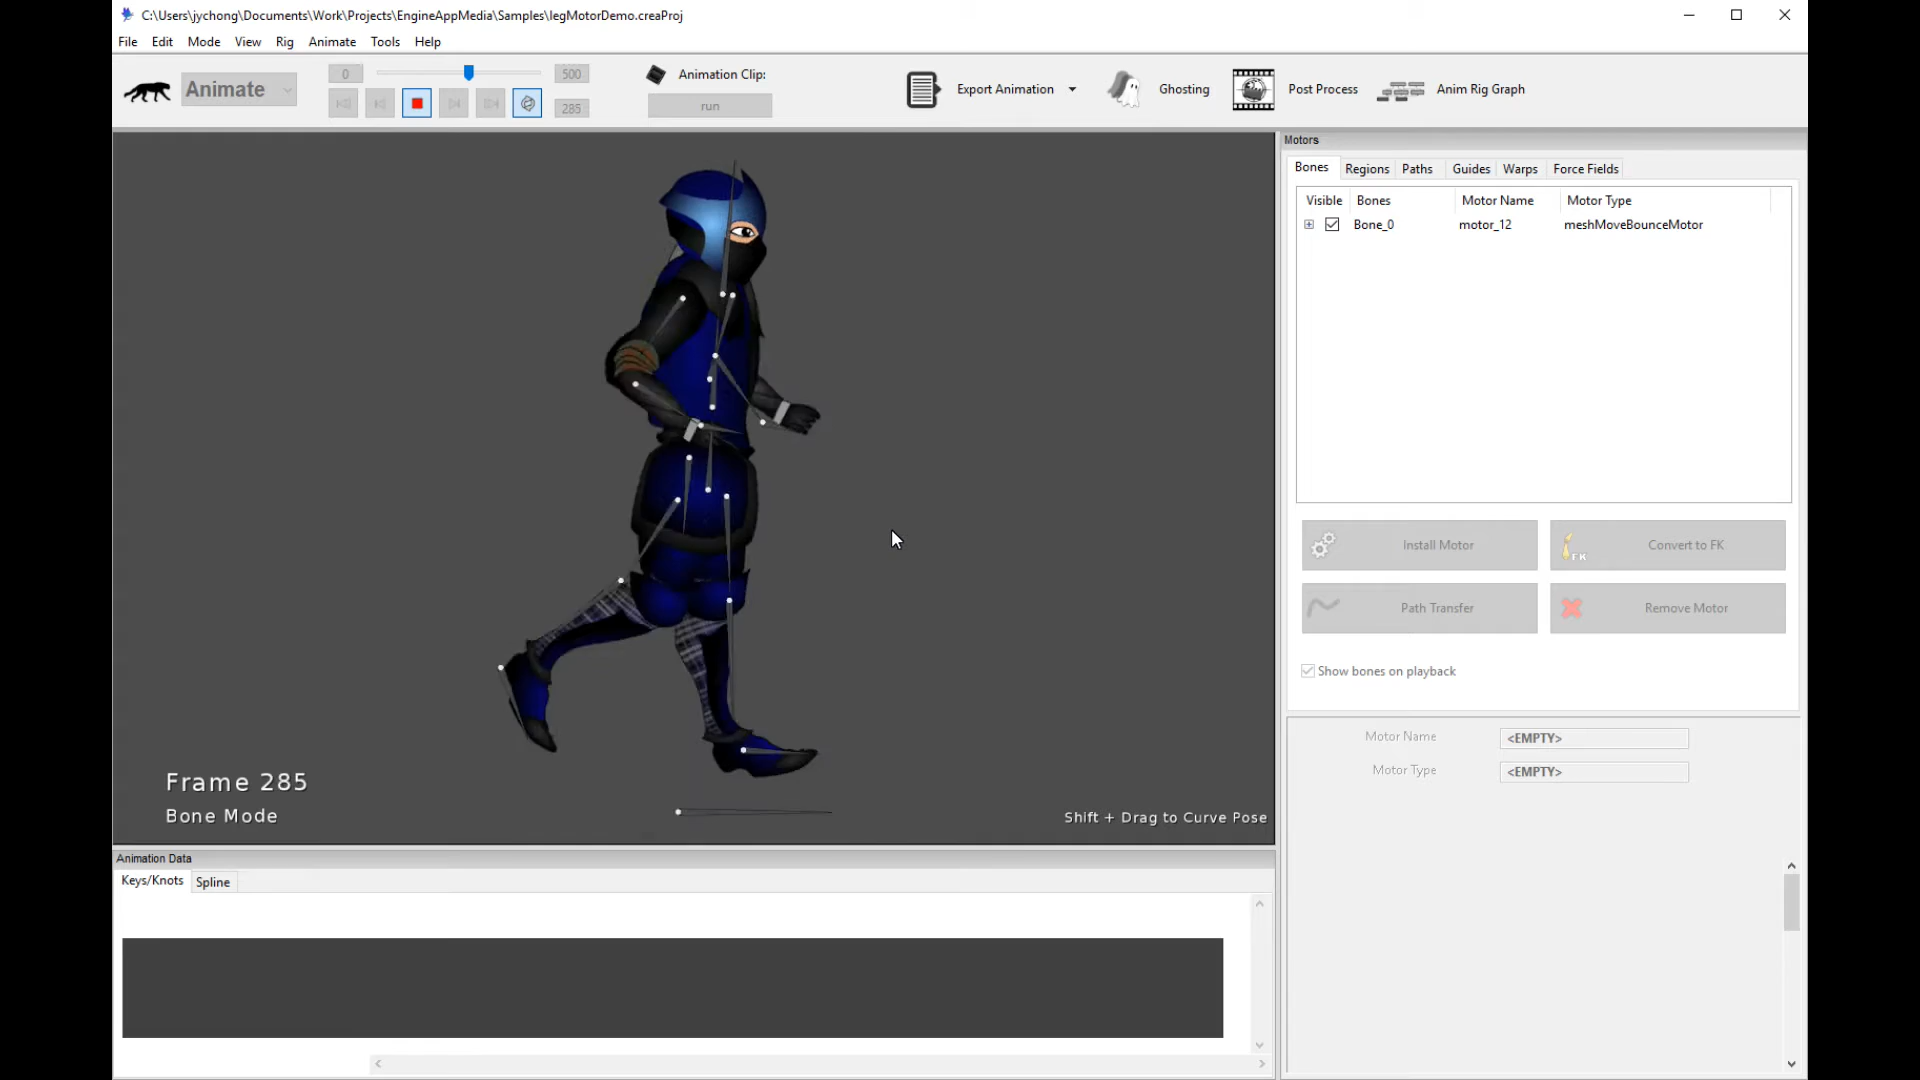 C:\Users\jychong\Documents\Work\Projects\EngineAppMedia\Samples\legMotorDemo.creaProj
File Edit Mode View Rig Animate Tools Help
Animate
0
500
285
Animation Clip:
run
Export Animation
Ghosting
Post Process
Anim Rig Graph
Motors
Bones Regions Paths Guides Warps Force Fields
Visible Bones Motor Name Motor Type
Bone_0 motor_12 meshMoveBounceMotor
Install Motor
FK
Convert to FK
Path Transfer
Remove Motor
Show bones on playback
Motor Name <EMPTY>
Motor Type <EMPTY>
Frame 285
Bone Mode
Shift + Drag to Curve Pose
Animation Data
Keys/Knots Spline